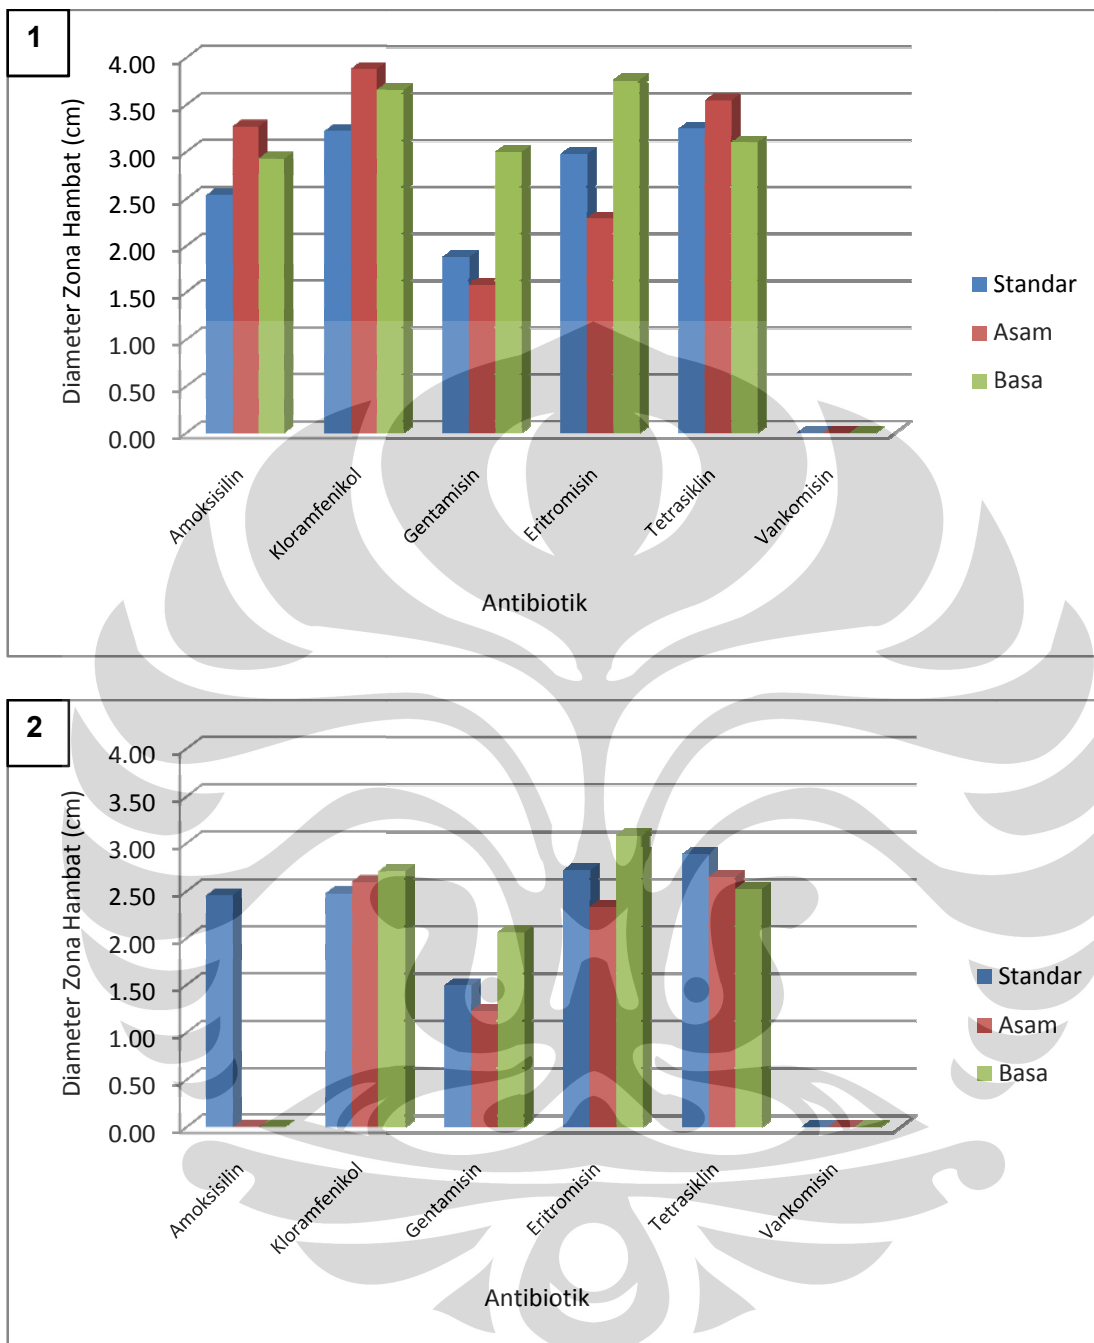 1
4.00
3.50
3.00
2.50
2.00
1.50
1.00
0.50
0.00
Diameter Zona Hambat (cm)
Amoksisilin
Kloramfenikol
Gentamisin
Eritromisin
Tetrasiklin
Vankomisin
Antibiotik
Standar
Asam
Basa
2
4.00
3.50
3.00
2.50
2.00
1.50
1.00
0.50
0.00
Diameter Zona Hambat (cm)
Amoksisilin
Kloramfenikol
Gentamisin
Eritromisin
Tetrasiklin
Vankomisin
Antibiotik
Standar
Asam
Basa